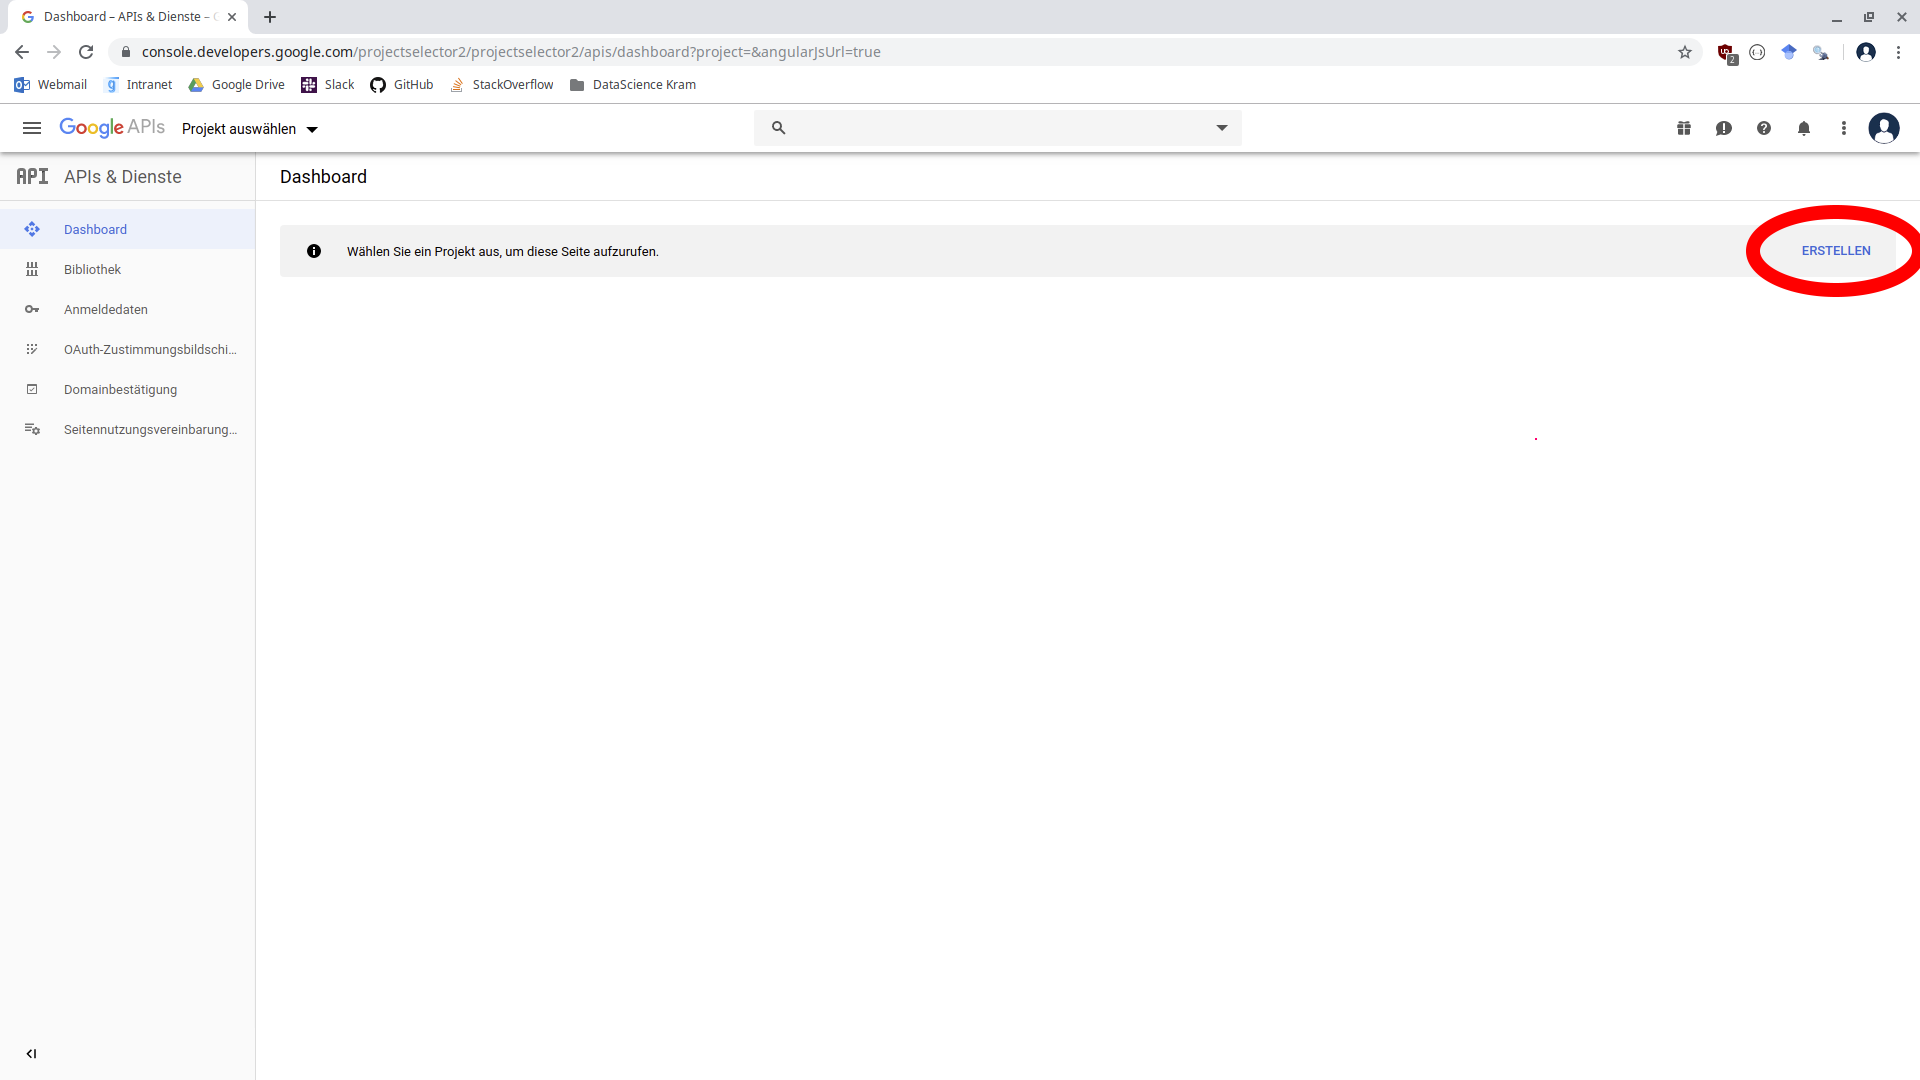 Dashboard – APIs & Dienste –
console.developers.google.com/projectselector2/projectselector2/apis/dashboard?project=&angularJsUrl=true
2
Webmail Intranet Google Drive Slack GitHub StackOverflow DataScience Kram
Google APIs Projekt auswählen
API APIs & Dienste
Dashboard
Dashboard
Wählen Sie ein Projekt aus, um diese Seite aufzurufen.
ERSTELLEN
Bibliothek
Anmeldedaten
OAuth-Zustimmungsbildschi...
Domainbestätigung
Seitennutzungsvereinbarung...